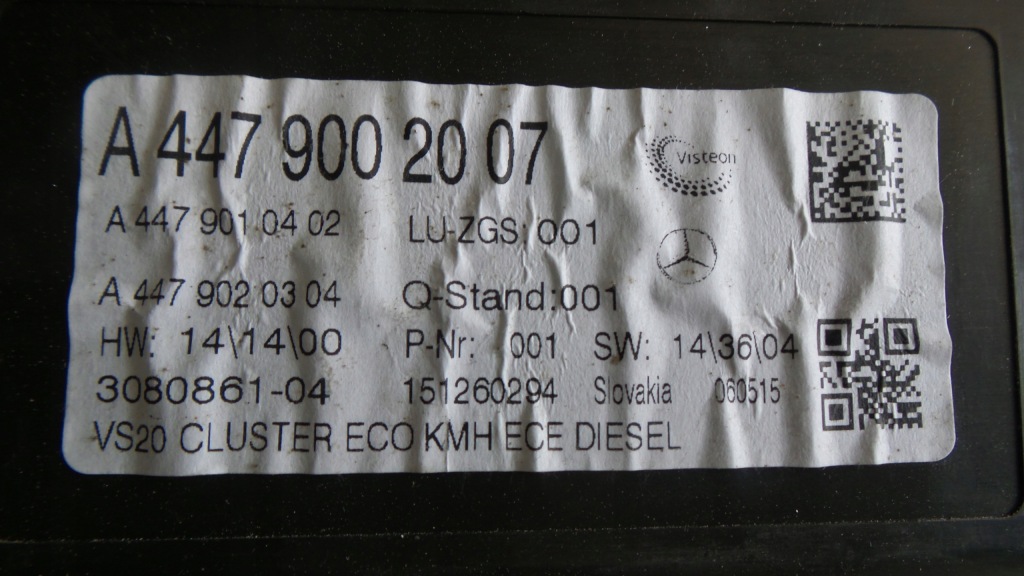 A 447 900 20 07
Visteon
A 447 901 04 02 LU-ZGS: 001
A 447 902 03 04 Q-Stand:001
HW: 14\14\00 P-Nr: 001 SW: 14\36\04
3080861-04 151260294 Slovakia 060515
VS20 CLUSTER ECO KMH ECE DIESEL